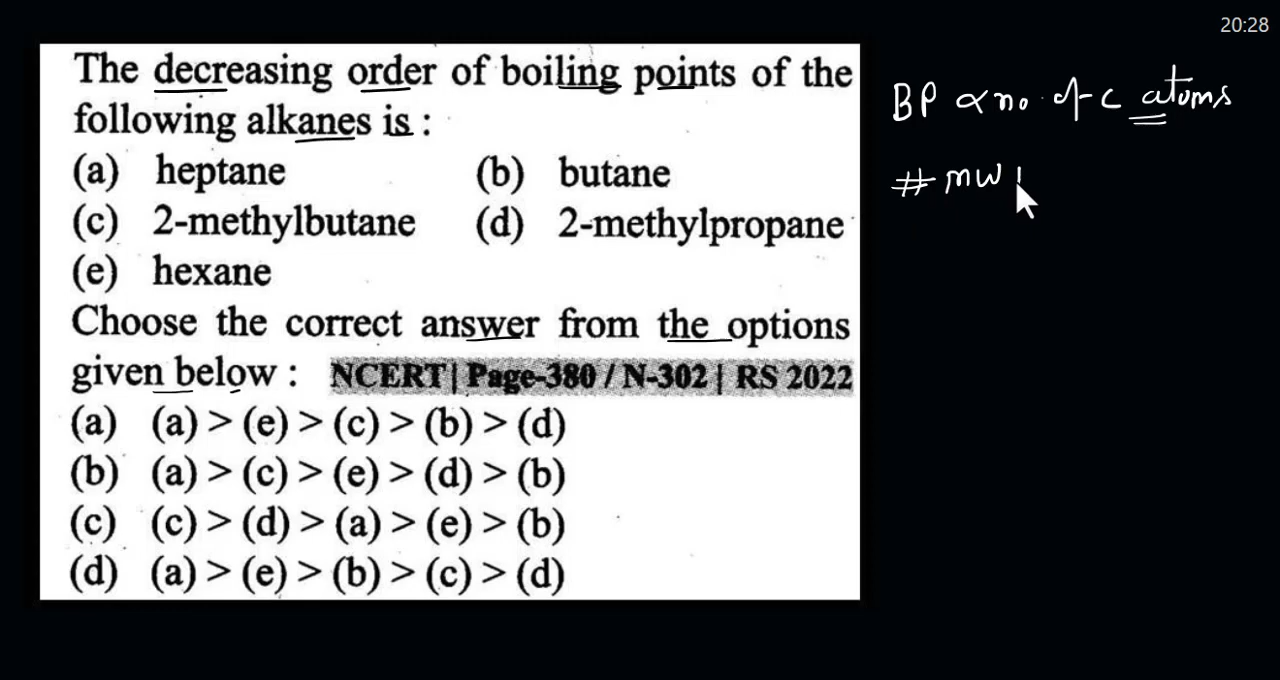 20:28
The decreasing order of boiling points of the
following alkanes is :
(a) heptane (b) butane
(c) 2-methylbutane (d) 2-methylpropane
(e) hexane
Choose the correct answer from the options
given below : NCERT| Page-380 / N-302 | RS 2022
(a) (a) > (e) > (c) > (b) > (d)
(b) (a) > (c) > (e) > (d) > (b)
(c) (c) > (d) > (a) > (e) > (b)
(d) (a) > (e) > (b) > (c) > (d)
BP ∝ no. of C atoms
# MW